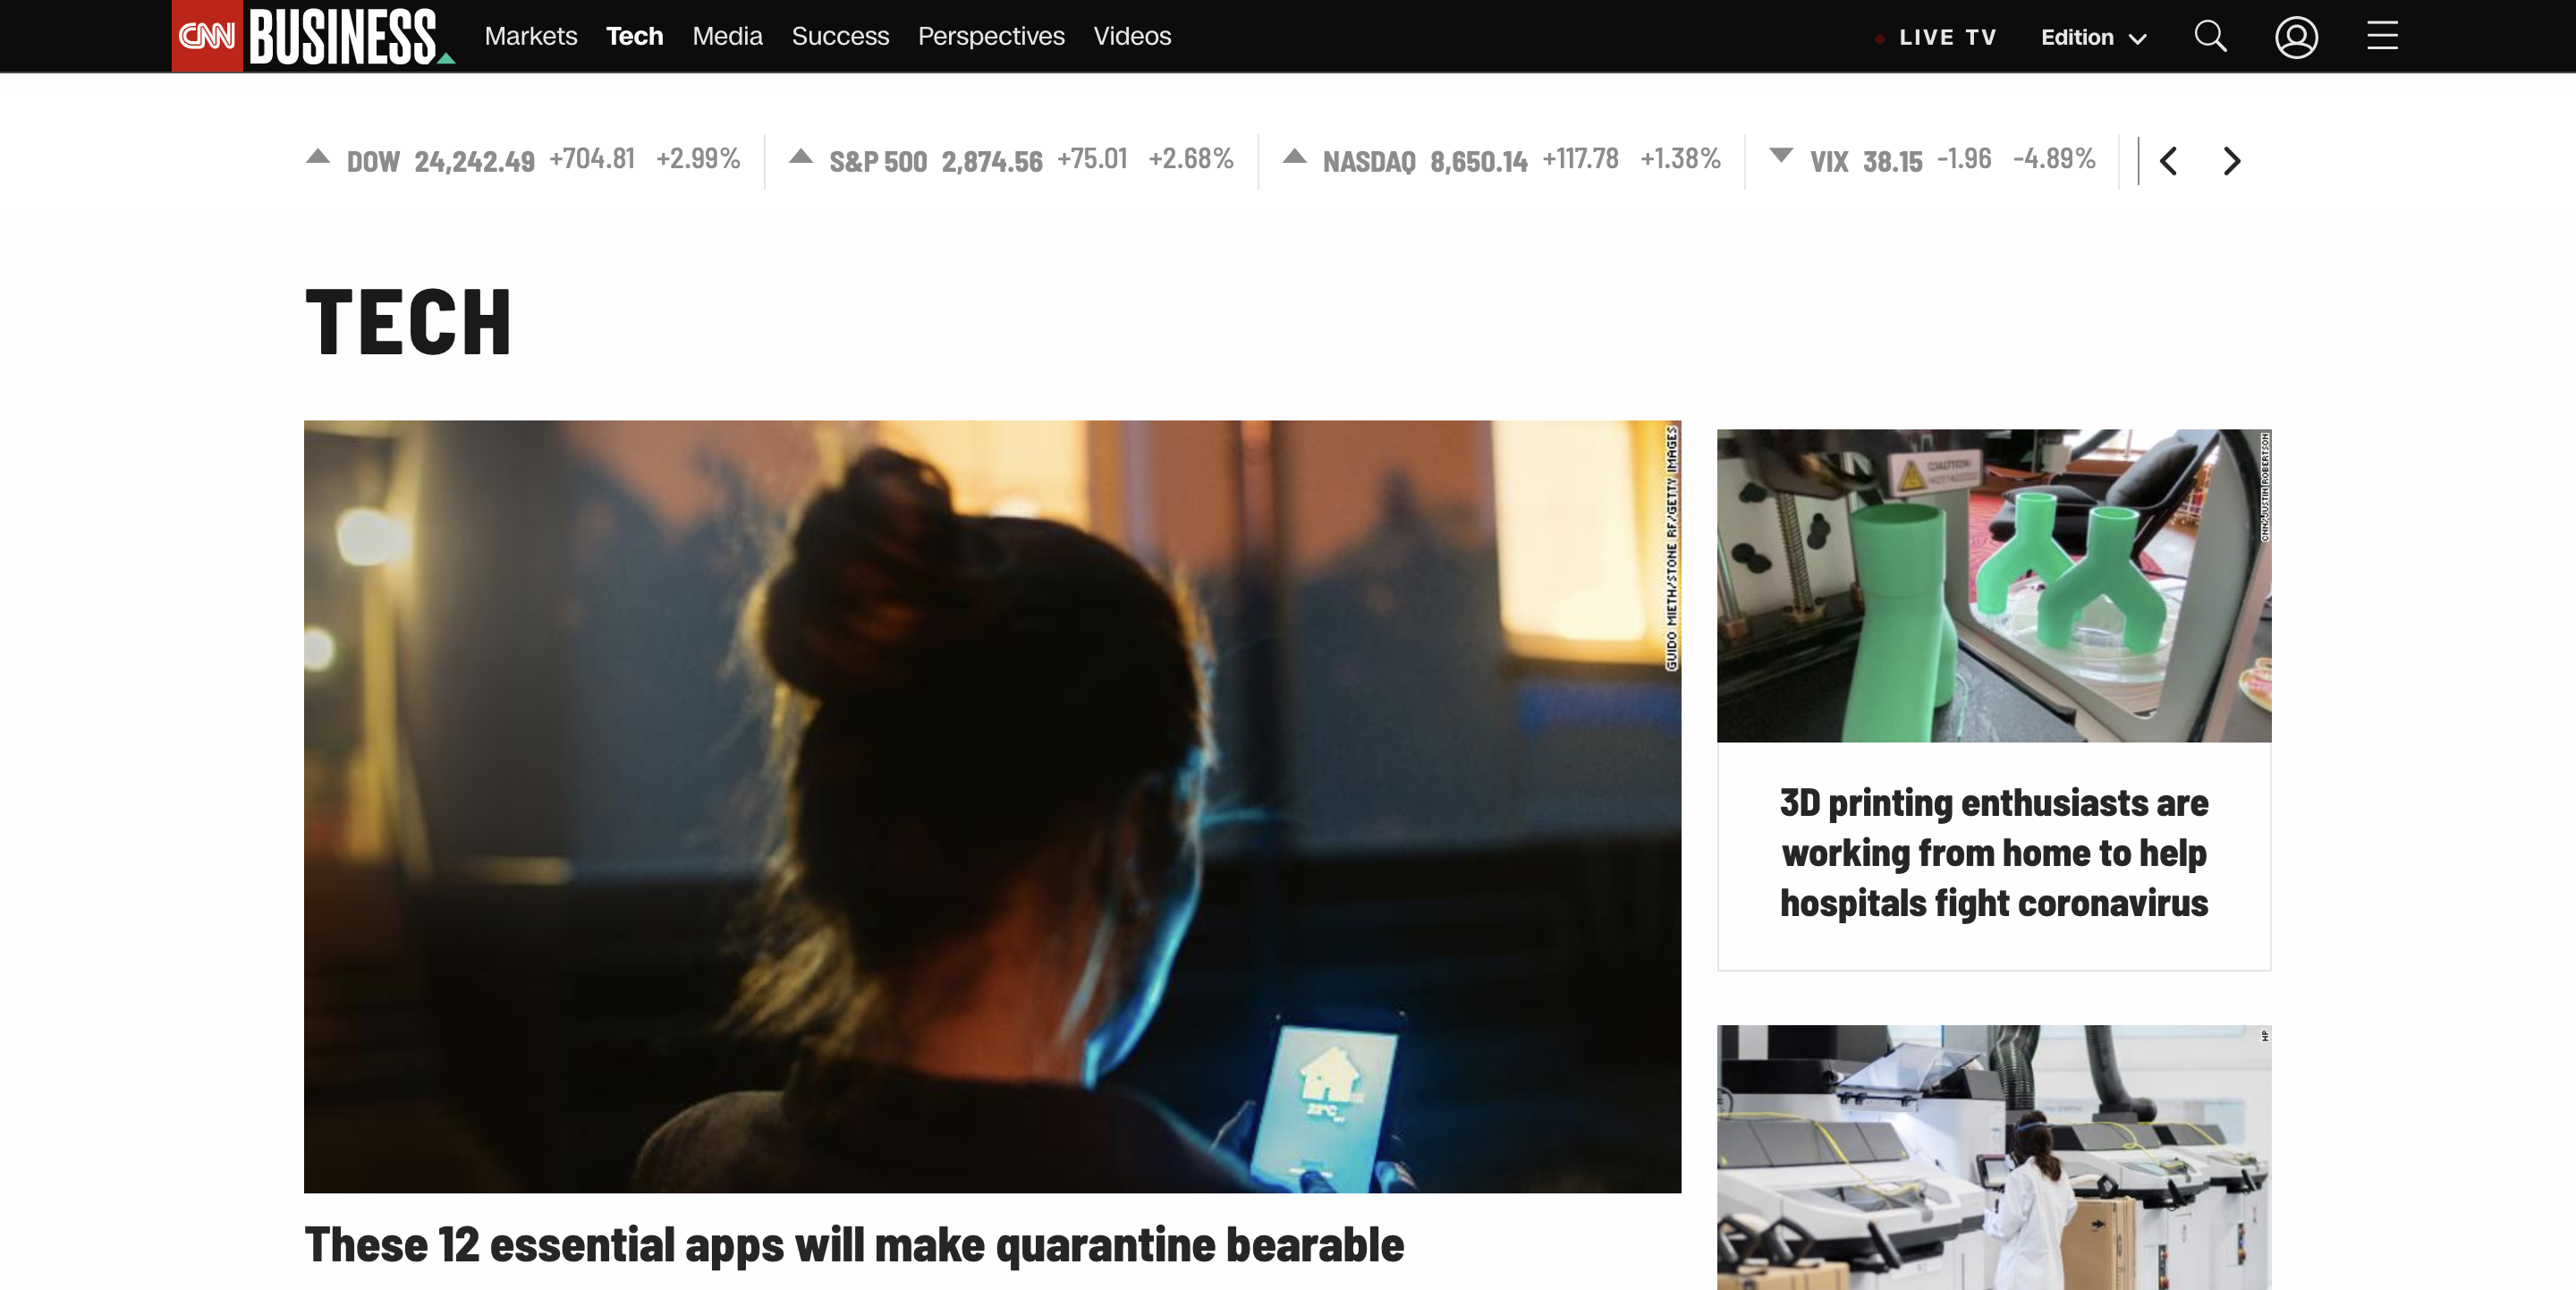 CNN BUSINESS Markets Tech Media Success Perspectives Videos LIVE TV Edition
DOW 24,242.49 +704.81 +2.99% S&P 500 2,874.56 +75.01 +2.68% NASDAQ 8,650.14 +117.78 +1.38% VIX 38.15 -1.96 -4.89%
TECH
GUIDO MIETH/STONE RF/GETTY IMAGES
22°C
These 12 essential apps will make quarantine bearable
CNN/JUSTIN ROBERTSON
3D printing enthusiasts are
working from home to help
hospitals fight coronavirus
HP